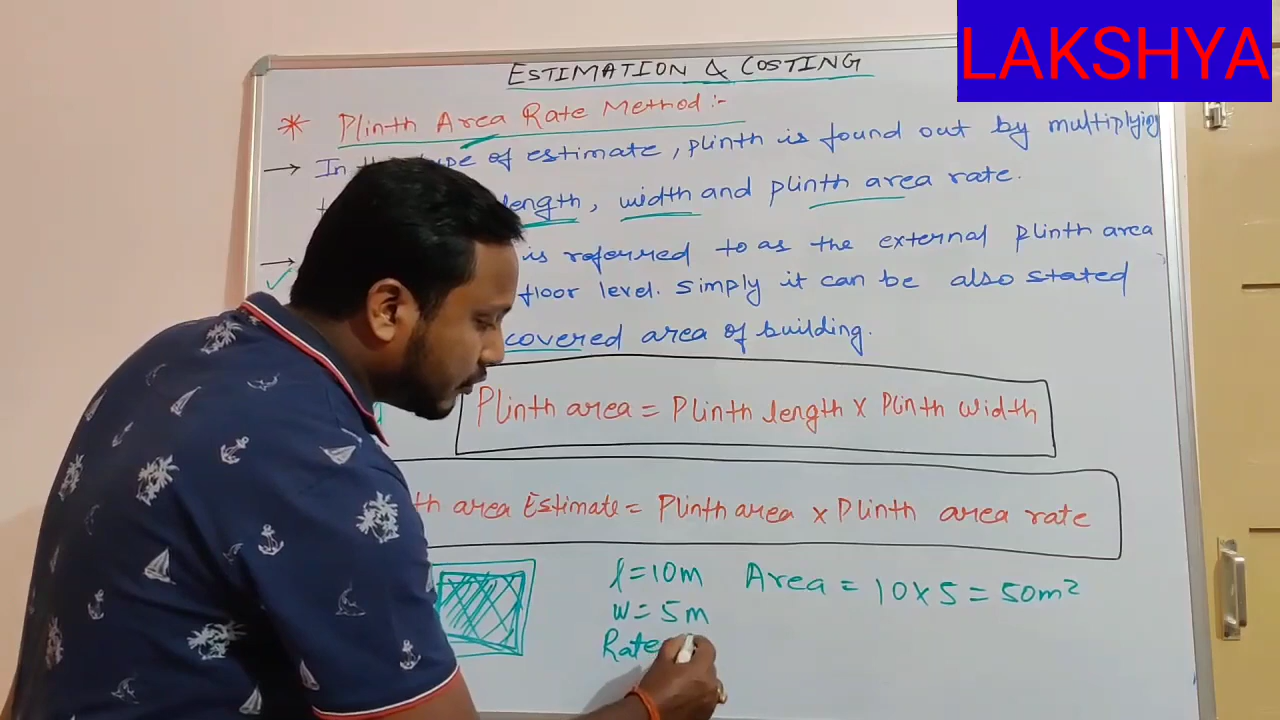 LAKSHYA
ESTIMATION & COSTING
* Plinth Area Rate Method:-
→ In type of estimate, plinth is found out by multiplying
length, width and plinth area rate.
→ is referred to as the external plinth area
floor level. Simply it can be also stated
covered area of building.
Plinth area = Plinth length x Plinth width
th area Estimate = Plinth area x Plinth area rate
l = 10m Area = 10 x 5 = 50m²
w = 5m
Rate